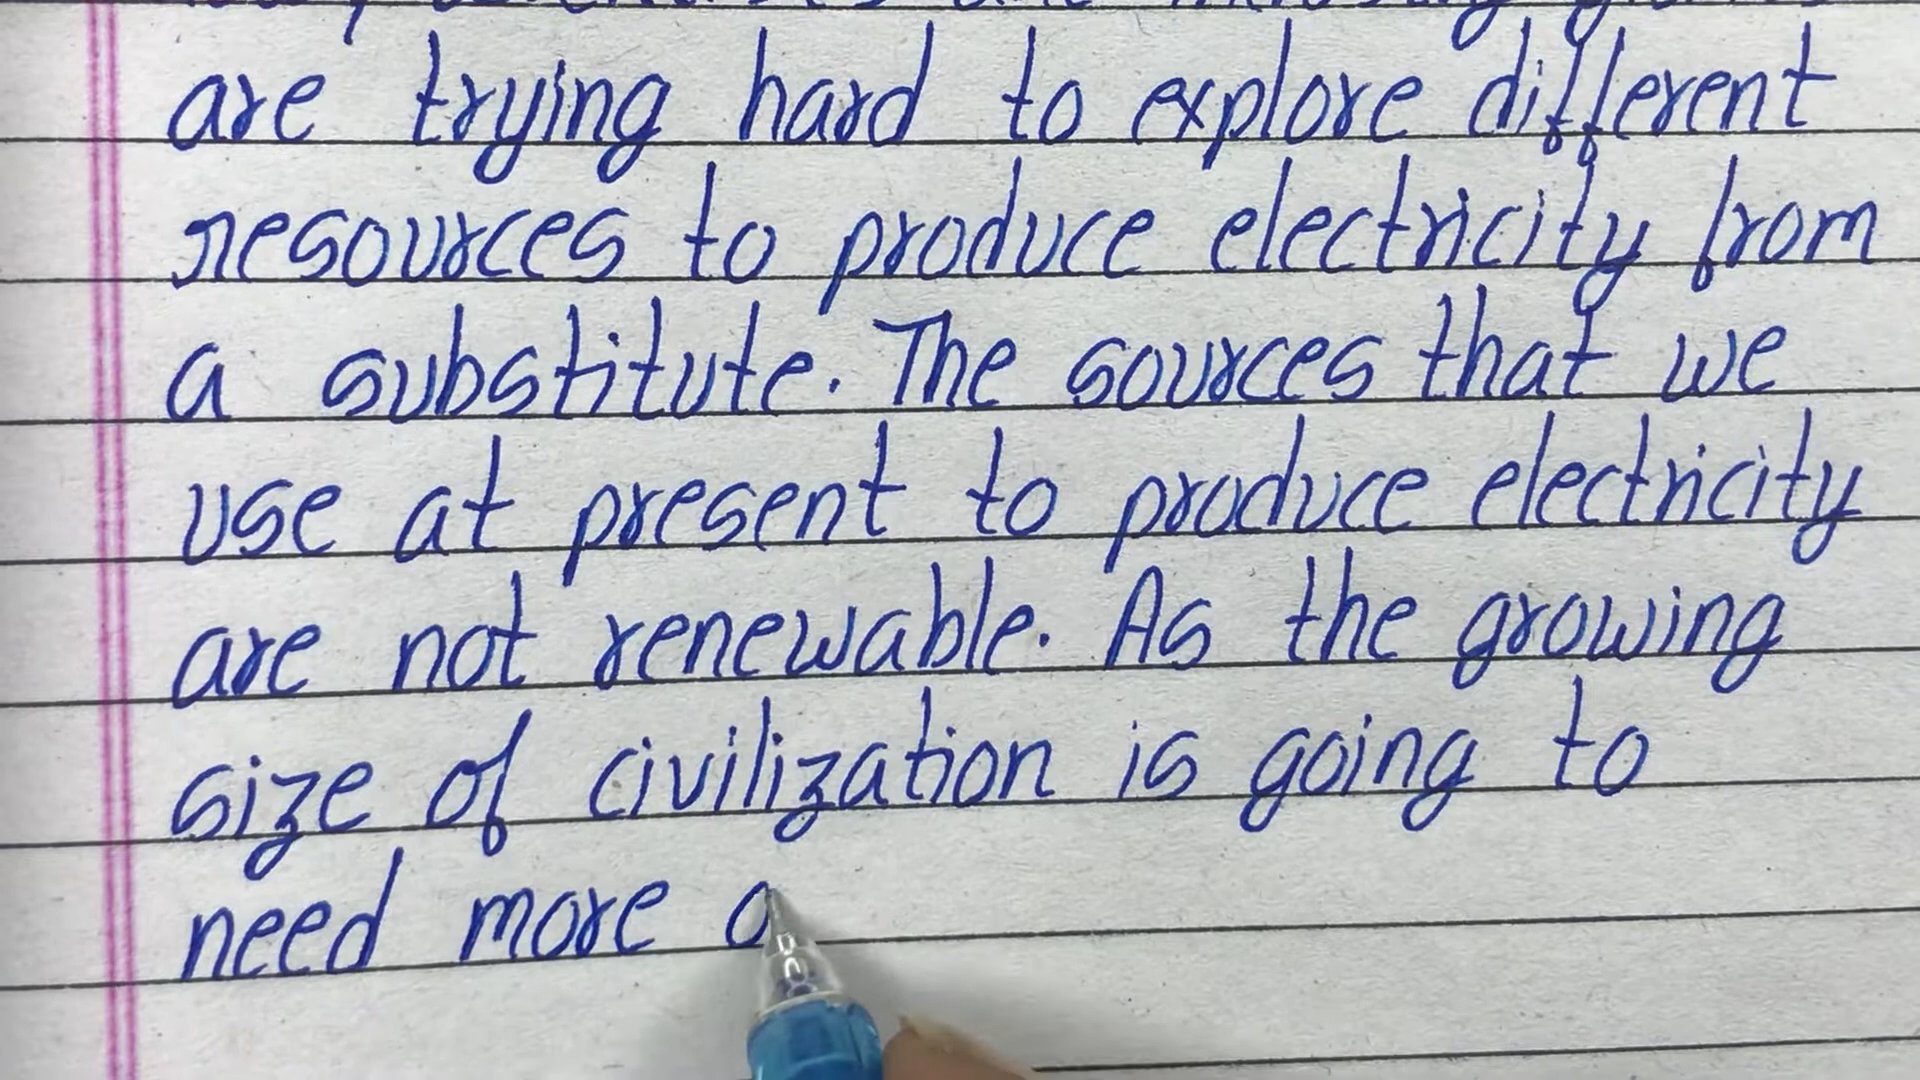 are trying hard to explore different
resources to produce electricity from
a substitute. The sources that we
use at present to produce electricity
are not renewable. As the growing
size of civilization is going to
need more